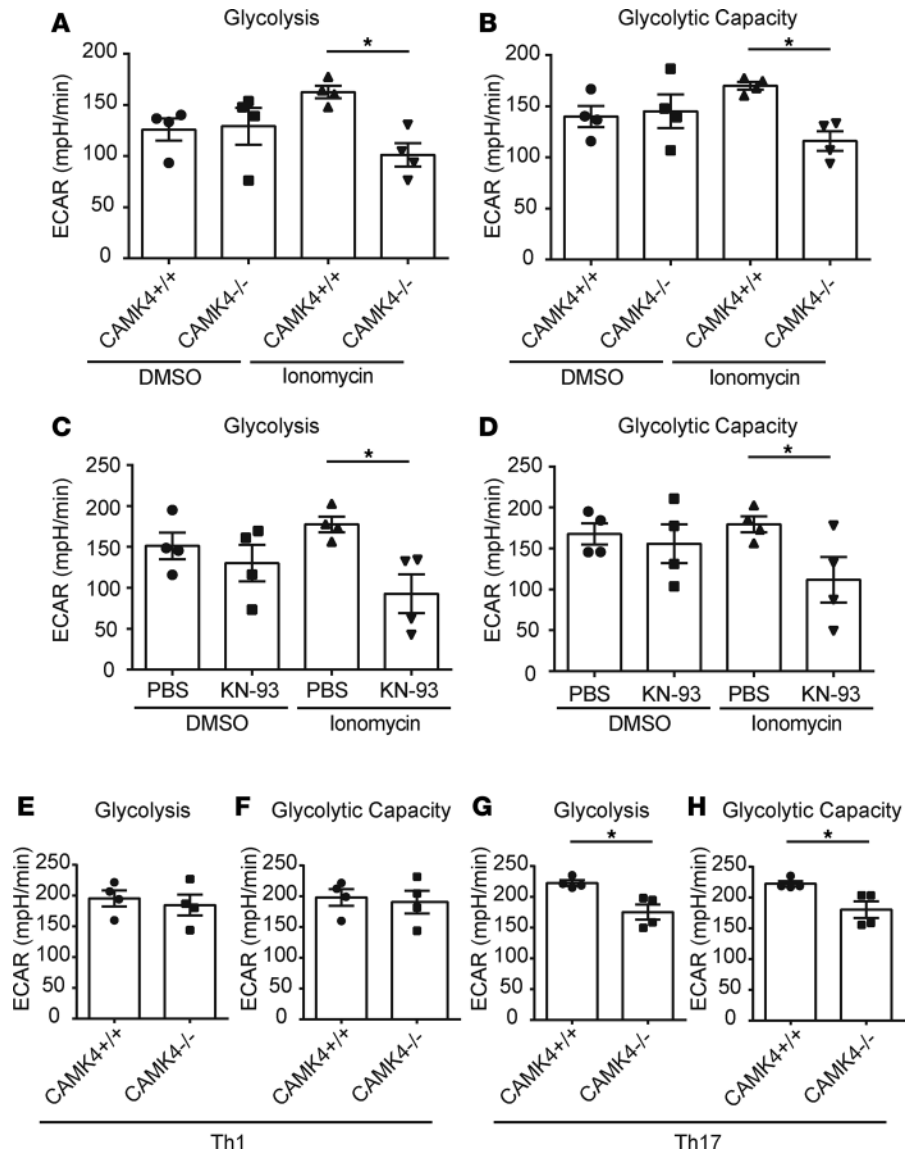 A Glycolysis
B Glycolytic Capacity
ECAR (mpH/min)
200
150
100
50
0
*
CAMK4+/+ CAMK4-/- CAMK4+/+ CAMK4-/-
DMSO Ionomycin
ECAR (mpH/min)
200
150
100
50
0
*
CAMK4+/+ CAMK4-/- CAMK4+/+ CAMK4-/-
DMSO Ionomycin
C Glycolysis
D Glycolytic Capacity
ECAR (mpH/min)
250
200
150
100
50
0
*
PBS KN-93 PBS KN-93
DMSO Ionomycin
ECAR (mpH/min)
250
200
150
100
50
0
*
PBS KN-93 PBS KN-93
DMSO Ionomycin
E Glycolysis
F Glycolytic Capacity
G Glycolysis
H Glycolytic Capacity
ECAR (mpH/min)
250
200
150
100
50
0
CAMK4+/+ CAMK4-/-
ECAR (mpH/min)
250
200
150
100
50
0
CAMK4+/+ CAMK4-/-
Th1
ECAR (mpH/min)
250
200
150
100
50
0
*
CAMK4+/+ CAMK4-/-
ECAR (mpH/min)
250
200
150
100
50
0
*
CAMK4+/+ CAMK4-/-
Th17